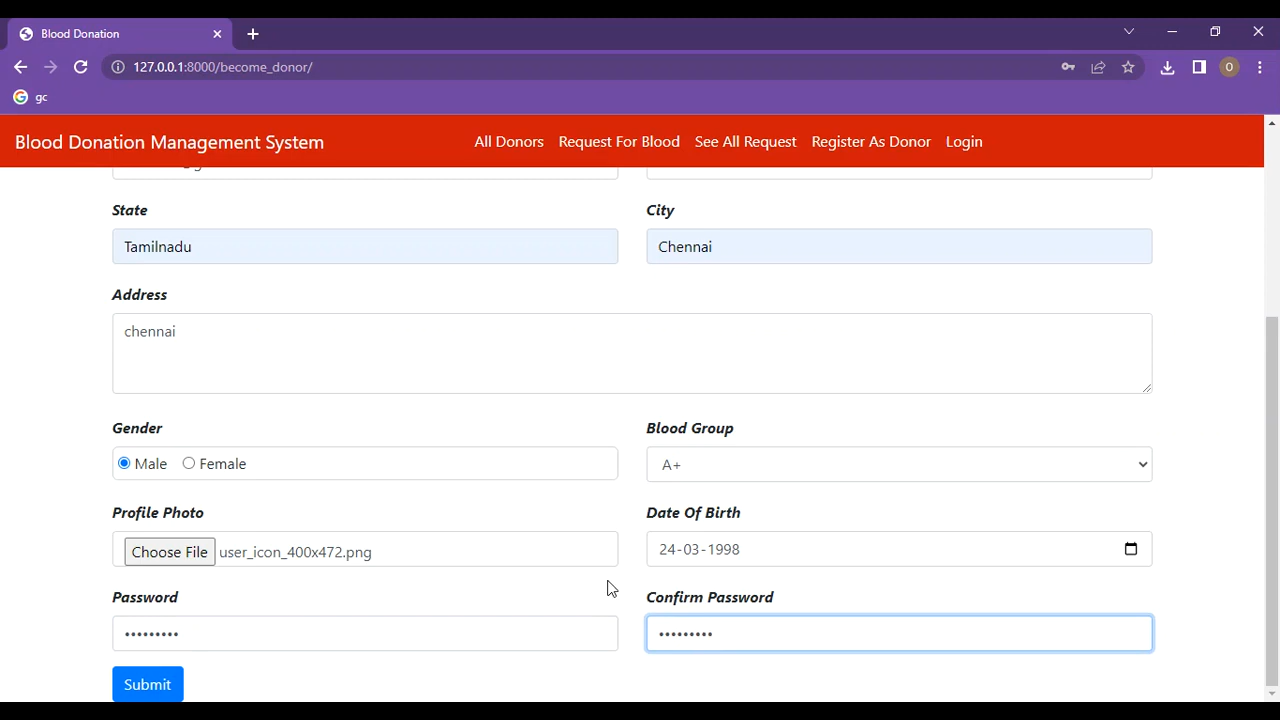 Blood Donation
127.0.0.1:8000/become_donor/
O
gc
Blood Donation Management System
All Donors Request For Blood See All Request Register As Donor Login
State City
Tamilnadu Chennai
Address
chennai
Gender Blood Group
Male Female A+
Profile Photo Date Of Birth
Choose File user_icon_400x472.png 24-03-1998
Password Confirm Password
••••••••• •••••••••
Submit